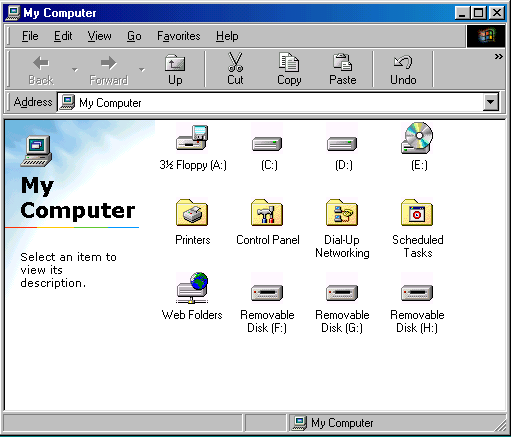 My Computer
File Edit View Go Favorites Help
Back Forward Up Cut Copy Paste Undo »
Address My Computer
My
Computer
Select an item to
view its
description.
3½ Floppy (A:) (C:) (D:) (E:)
Printers Control Panel Dial-Up Networking Scheduled Tasks
Web Folders Removable Disk (F:) Removable Disk (G:) Removable Disk (H:)
My Computer